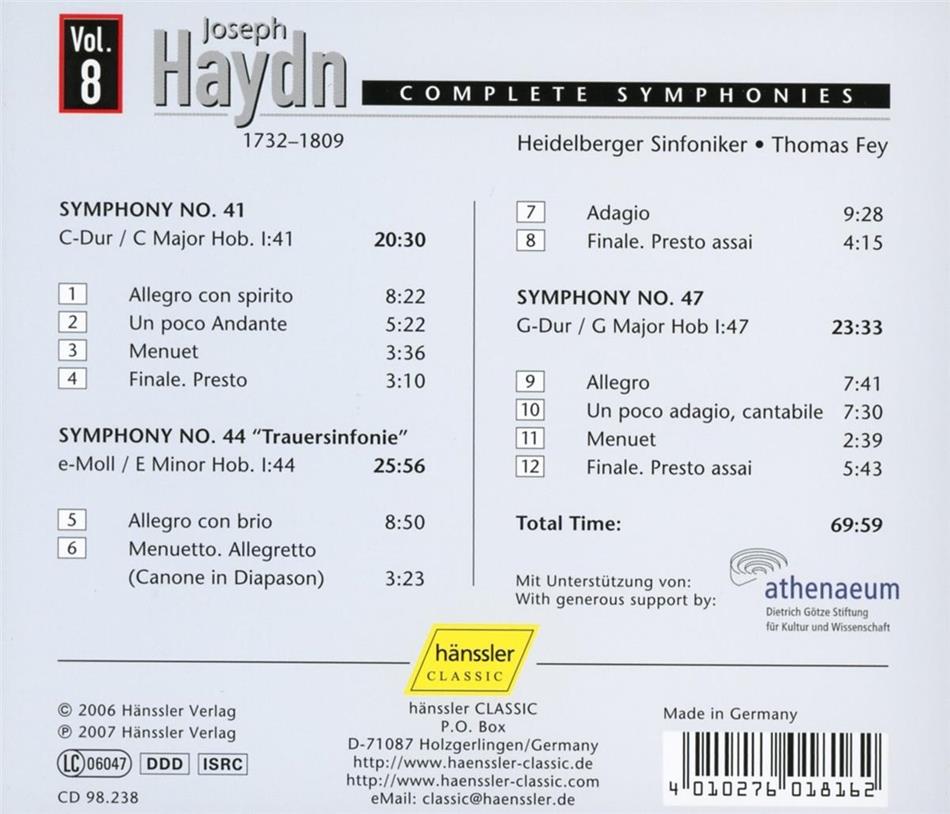 Vol.
8
Joseph
Haydn
COMPLETE SYMPHONIES
1732–1809
Heidelberger Sinfoniker • Thomas Fey
SYMPHONY NO. 41
C-Dur / C Major Hob. I:41 20:30
1 Allegro con spirito 8:22
2 Un poco Andante 5:22
3 Menuet 3:36
4 Finale. Presto 3:10
SYMPHONY NO. 44 “Trauersinfonie”
e-Moll / E Minor Hob. I:44 25:56
5 Allegro con brio 8:50
6 Menuetto. Allegretto
(Canone in Diapason) 3:23
7 Adagio 9:28
8 Finale. Presto assai 4:15
SYMPHONY NO. 47
G-Dur / G Major Hob I:47 23:33
9 Allegro 7:41
10 Un poco adagio, cantabile 7:30
11 Menuet 2:39
12 Finale. Presto assai 5:43
Total Time: 69:59
Mit Unterstützung von:
With generous support by:
athenaeum
Dietrich Götze Stiftung
für Kultur und Wissenschaft
hänssler
CLASSIC
© 2006 Hänssler Verlag
℗ 2007 Hänssler Verlag
LC 06047 DDD ISRC
CD 98.238
hänssler CLASSIC
P.O. Box
D-71087 Holzgerlingen/Germany
http://www.haenssler-classic.de
http://www.haenssler-classic.com
eMail: classic@haenssler.de
Made in Germany
4 010276 018162